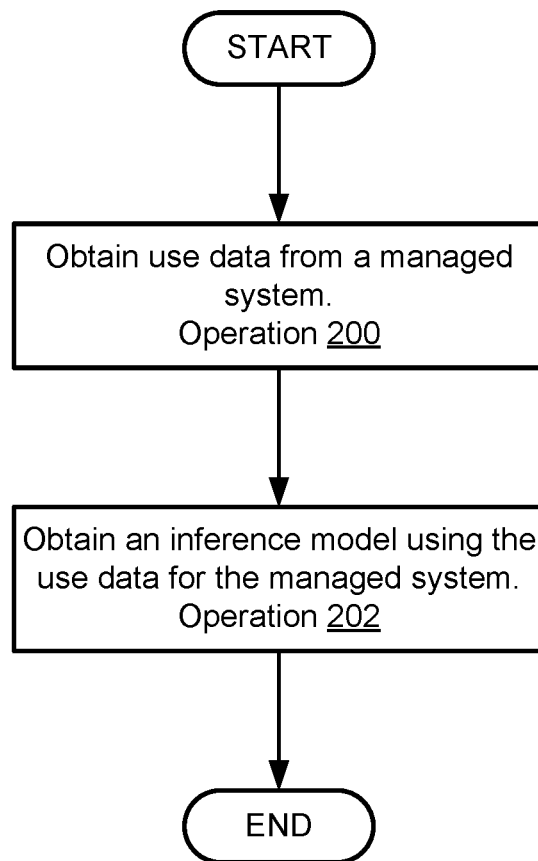 START
Obtain use data from a managed
system.
Operation 200
Obtain an inference model using the
use data for the managed system.
Operation 202
END